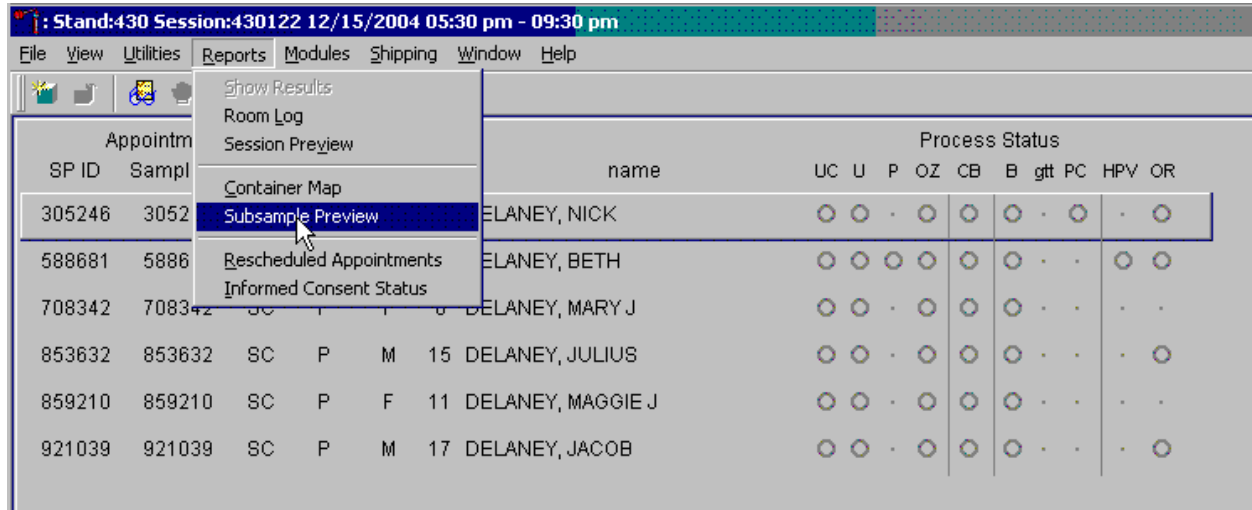 : Stand:430 Session:430122 12/15/2004 05:30 pm - 09:30 pm
File View Utilities Reports Modules Shipping Window Help
Show Results
Room Log
Session Preview
Container Map
Subsample Preview
Rescheduled Appointments
Informed Consent Status
Appointm Process Status
SP ID Sampl name UC U P OZ CB B gtt PC HPV OR
305246 3052 ELANEY, NICK
588681 5886 ELANEY, BETH
708342 708342 SC DELANEY, MARY J
853632 853632 SC P M 15 DELANEY, JULIUS
859210 859210 SC P F 11 DELANEY, MAGGIE J
921039 921039 SC P M 17 DELANEY, JACOB